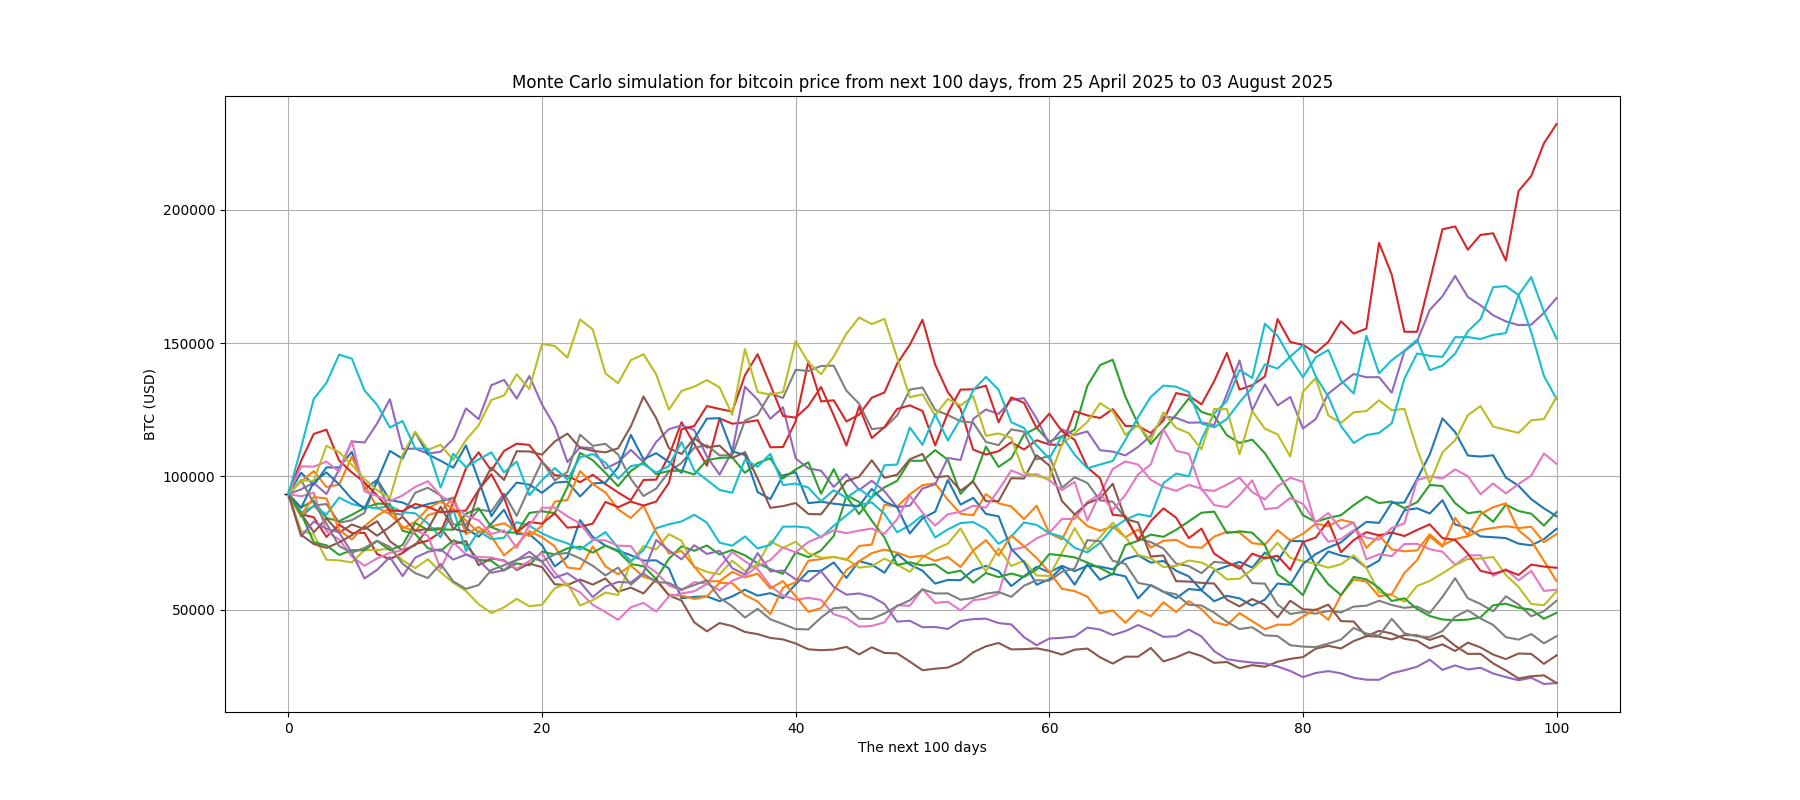 Monte Carlo simulation for bitcoin price from next 100 days, from 25 April 2025 to 03 August 2025
200000
150000
100000
50000
BTC (USD)
0 20 40 60 80 100
The next 100 days